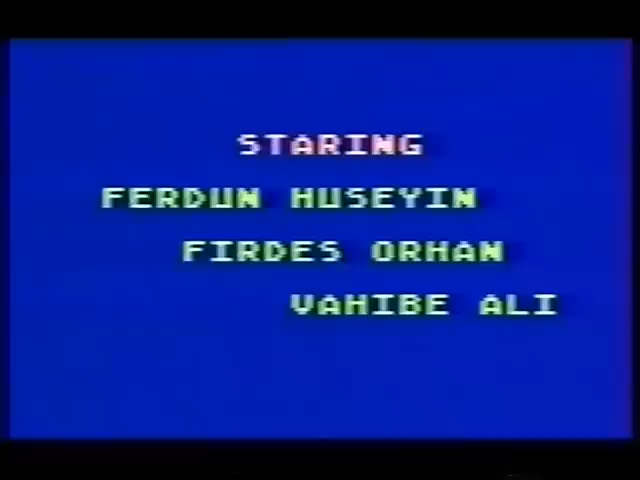 STARING
FERDUN HUSEYIN
FIRDES ORHAN
VAHIBE ALI